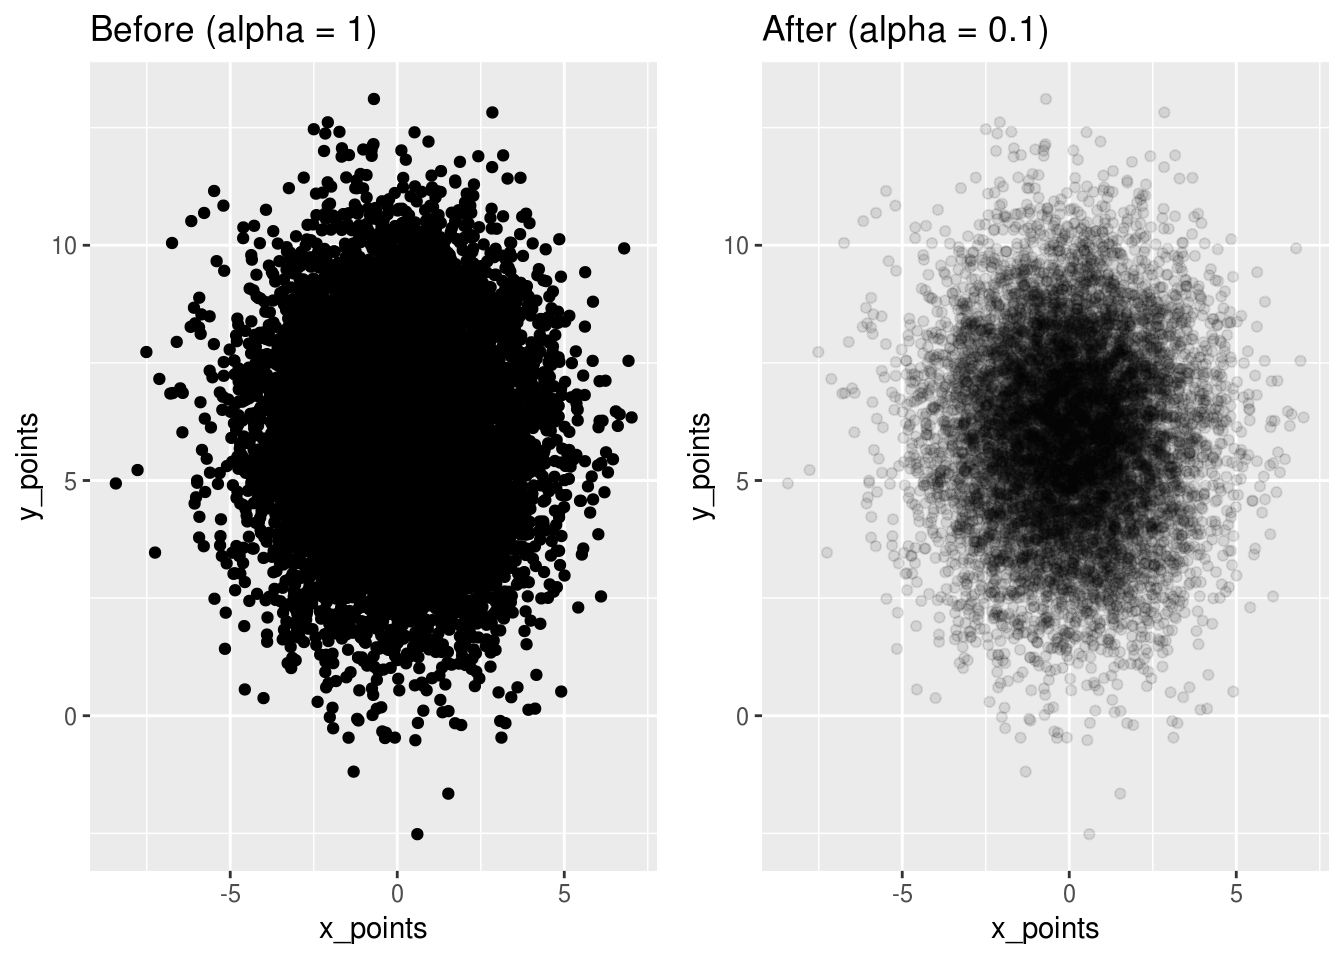 Before (alpha = 1)
After (alpha = 0.1)
y_points
10
5
0
-5
0
5
x_points
y_points
10
5
0
-5
0
5
x_points